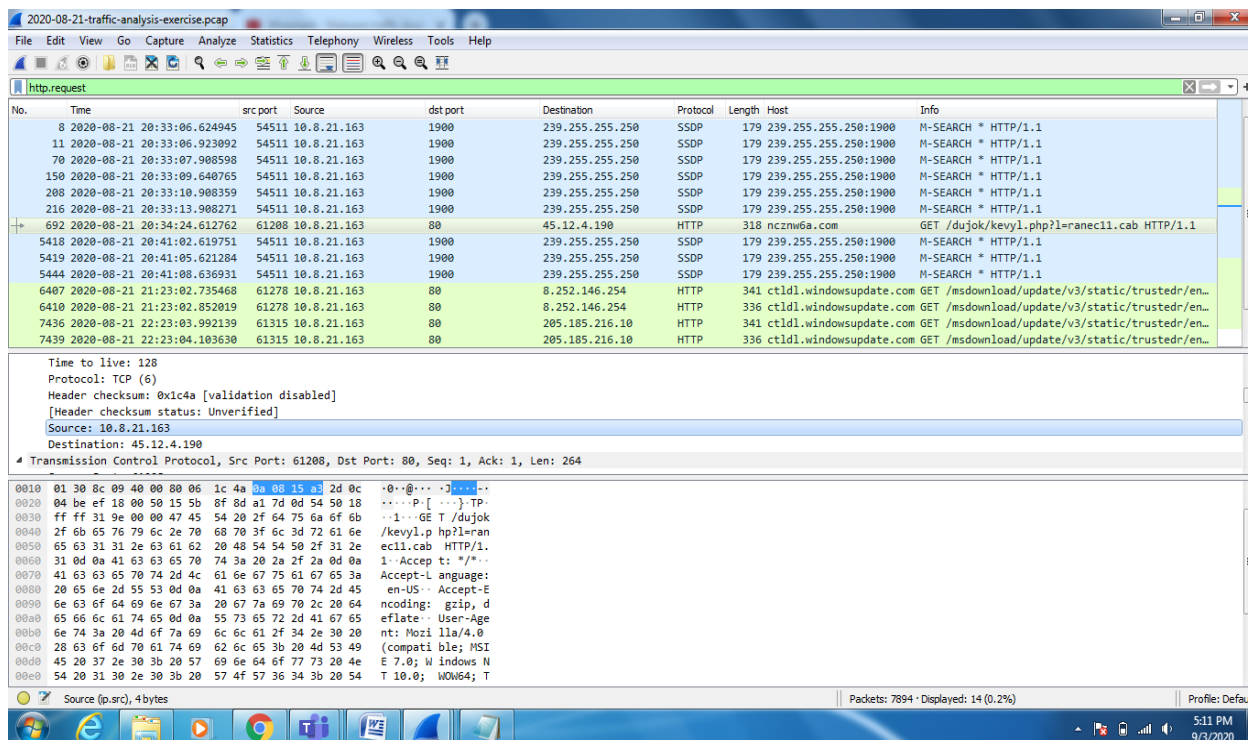 2020-08-21-traffic-analysis-exercise.pcap
File Edit View Go Capture Analyze Statistics Telephony Wireless Tools Help
http.request
No. Time src port Source dst port Destination Protocol Length Host Info
8 2020-08-21 20:33:06.624945 54511 10.8.21.163 1900 239.255.255.250 SSDP 179 239.255.255.250:1900 M-SEARCH * HTTP/1.1
11 2020-08-21 20:33:06.923092 54511 10.8.21.163 1900 239.255.255.250 SSDP 179 239.255.255.250:1900 M-SEARCH * HTTP/1.1
70 2020-08-21 20:33:07.908598 54511 10.8.21.163 1900 239.255.255.250 SSDP 179 239.255.255.250:1900 M-SEARCH * HTTP/1.1
150 2020-08-21 20:33:09.640765 54511 10.8.21.163 1900 239.255.255.250 SSDP 179 239.255.255.250:1900 M-SEARCH * HTTP/1.1
208 2020-08-21 20:33:10.908359 54511 10.8.21.163 1900 239.255.255.250 SSDP 179 239.255.255.250:1900 M-SEARCH * HTTP/1.1
216 2020-08-21 20:33:13.908271 54511 10.8.21.163 1900 239.255.255.250 SSDP 179 239.255.255.250:1900 M-SEARCH * HTTP/1.1
692 2020-08-21 20:34:24.612762 61208 10.8.21.163 80 45.12.4.190 HTTP 318 ncznw6a.com GET /dujok/kevyl.php?l=ranec11.cab HTTP/1.1
5418 2020-08-21 20:41:02.619751 54511 10.8.21.163 1900 239.255.255.250 SSDP 179 239.255.255.250:1900 M-SEARCH * HTTP/1.1
5419 2020-08-21 20:41:05.621284 54511 10.8.21.163 1900 239.255.255.250 SSDP 179 239.255.255.250:1900 M-SEARCH * HTTP/1.1
5444 2020-08-21 20:41:08.636931 54511 10.8.21.163 1900 239.255.255.250 SSDP 179 239.255.255.250:1900 M-SEARCH * HTTP/1.1
6407 2020-08-21 21:23:02.735468 61278 10.8.21.163 80 8.252.146.254 HTTP 341 ctldl.windowsupdate.com GET /msdownload/update/v3/static/trustedr/en…
6410 2020-08-21 21:23:02.852019 61278 10.8.21.163 80 8.252.146.254 HTTP 336 ctldl.windowsupdate.com GET /msdownload/update/v3/static/trustedr/en…
7436 2020-08-21 22:23:03.992139 61315 10.8.21.163 80 205.185.216.10 HTTP 341 ctldl.windowsupdate.com GET /msdownload/update/v3/static/trustedr/en…
7439 2020-08-21 22:23:04.103630 61315 10.8.21.163 80 205.185.216.10 HTTP 336 ctldl.windowsupdate.com GET /msdownload/update/v3/static/trustedr/en…
Time to live: 128
Protocol: TCP (6)
Header checksum: 0x1c4a [validation disabled]
[Header checksum status: Unverified]
Source: 10.8.21.163
Destination: 45.12.4.190
Transmission Control Protocol, Src Port: 61208, Dst Port: 80, Seq: 1, Ack: 1, Len: 264
0010 01 30 8c 09 40 00 80 06 1c 4a 0a 08 15 a3 2d 0c ·0··@··· ·J····-·
0020 04 be ef 18 00 50 15 5b 8f 8d a1 7d 0d 54 50 18 ·····P·[ ···}·TP·
0030 ff ff 31 9e 00 00 47 45 54 20 2f 64 75 6a 6f 6b ··1···GE T /dujok
0040 2f 6b 65 76 79 6c 2e 70 68 70 3f 6c 3d 72 61 6e /kevyl.p hp?l=ran
0050 65 63 31 31 2e 63 61 62 20 48 54 54 50 2f 31 2e ec11.cab HTTP/1.
0060 31 0d 0a 41 63 63 65 70 74 3a 20 2a 2f 2a 0d 0a 1··Accep t: */*··
0070 41 63 63 65 70 74 2d 4c 61 6e 67 75 61 67 65 3a Accept-L anguage:
0080 20 65 6e 2d 55 53 0d 0a 41 63 63 65 70 74 2d 45 en-US·· Accept-E
0090 6e 63 6f 64 69 6e 67 3a 20 67 7a 69 70 2c 20 64 ncoding: gzip, d
00a0 65 66 6c 61 74 65 0d 0a 55 73 65 72 2d 41 67 65 eflate·· User-Age
00b0 6e 74 3a 20 4d 6f 7a 69 6c 6c 61 2f 34 2e 30 20 nt: Mozi lla/4.0
00c0 28 63 6f 6d 70 61 74 69 62 6c 65 3b 20 4d 53 49 (compati ble; MSI
00d0 45 20 37 2e 30 3b 20 57 69 6e 64 6f 77 73 20 4e E 7.0; W indows N
00e0 54 20 31 30 2e 30 3b 20 57 4f 57 36 34 3b 20 54 T 10.0; WOW64; T
Source (ip.src), 4 bytes
Packets: 7894 · Displayed: 14 (0.2%)
Profile: Defau
5:11 PM
9/3/2020